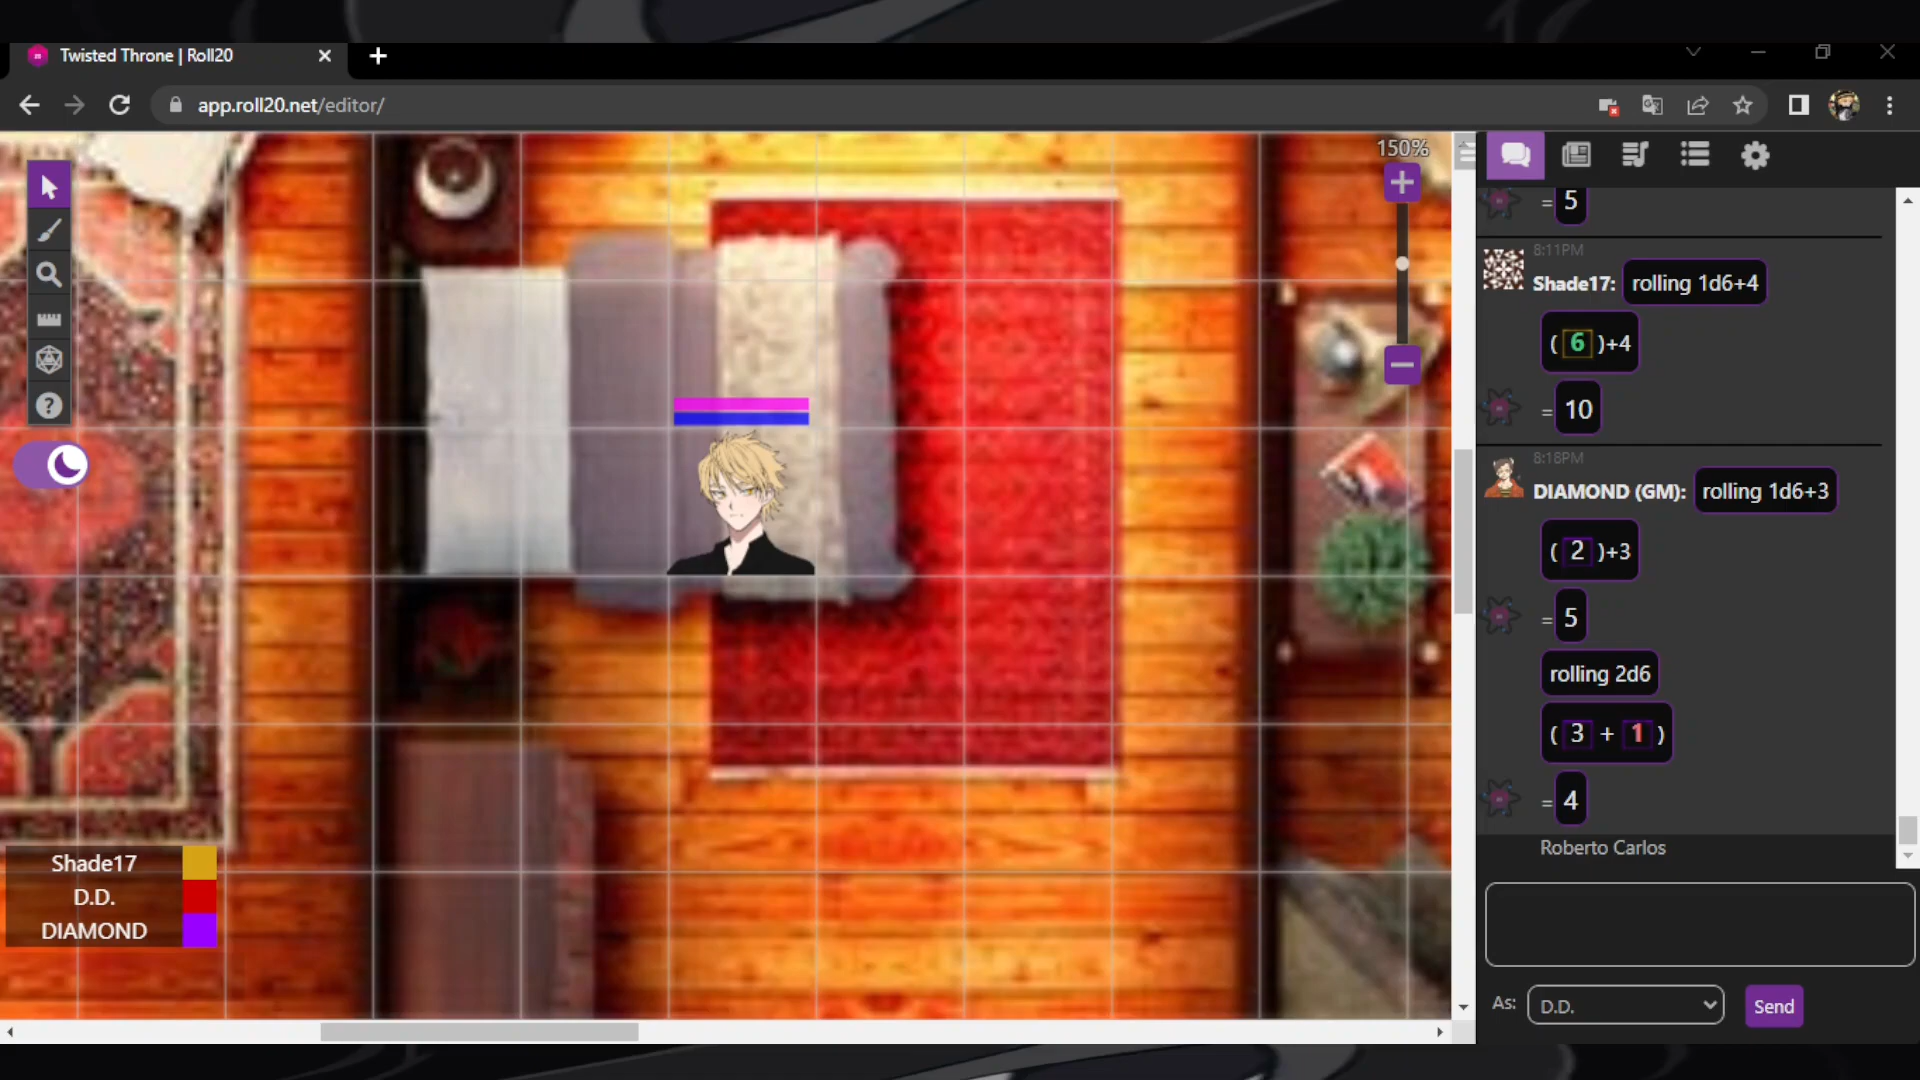 Twisted Throne | Roll20
app.roll20.net/editor/
150%
= 5
8:11PM
Shade17: rolling 1d6+4
(6)+4
= 10
8:18PM
DIAMOND (GM): rolling 1d6+3
(2)+3
= 5
rolling 2d6
(3 + 1)
= 4
Roberto Carlos
Shade17
D.D.
DIAMOND
As: D.D. Send